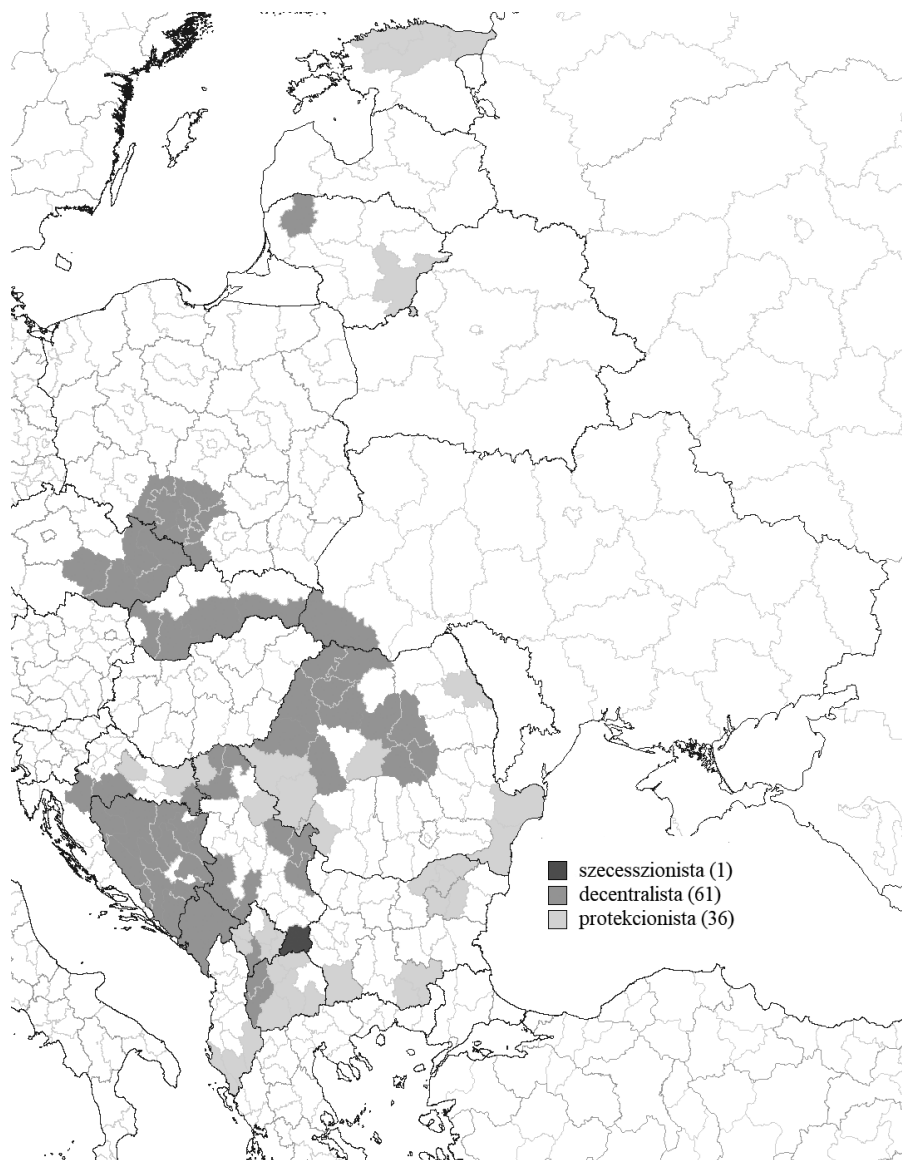 szecesszionista (1)
decentralista (61)
protekcionista (36)